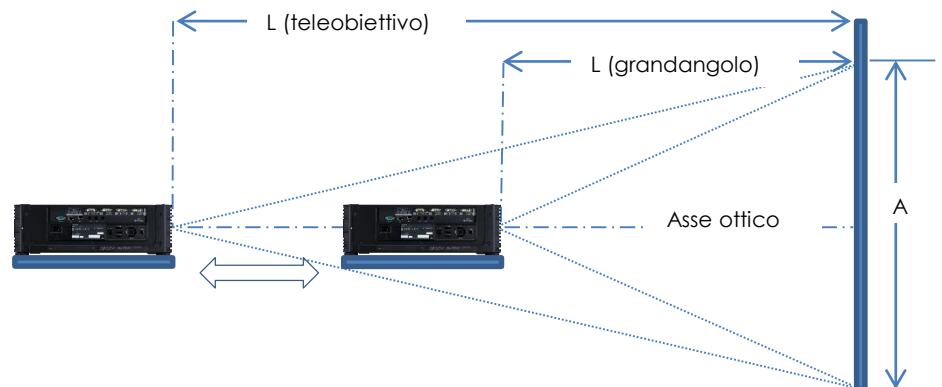 L (teleobiettivo)
L (grandangolo)
Asse ottico
A